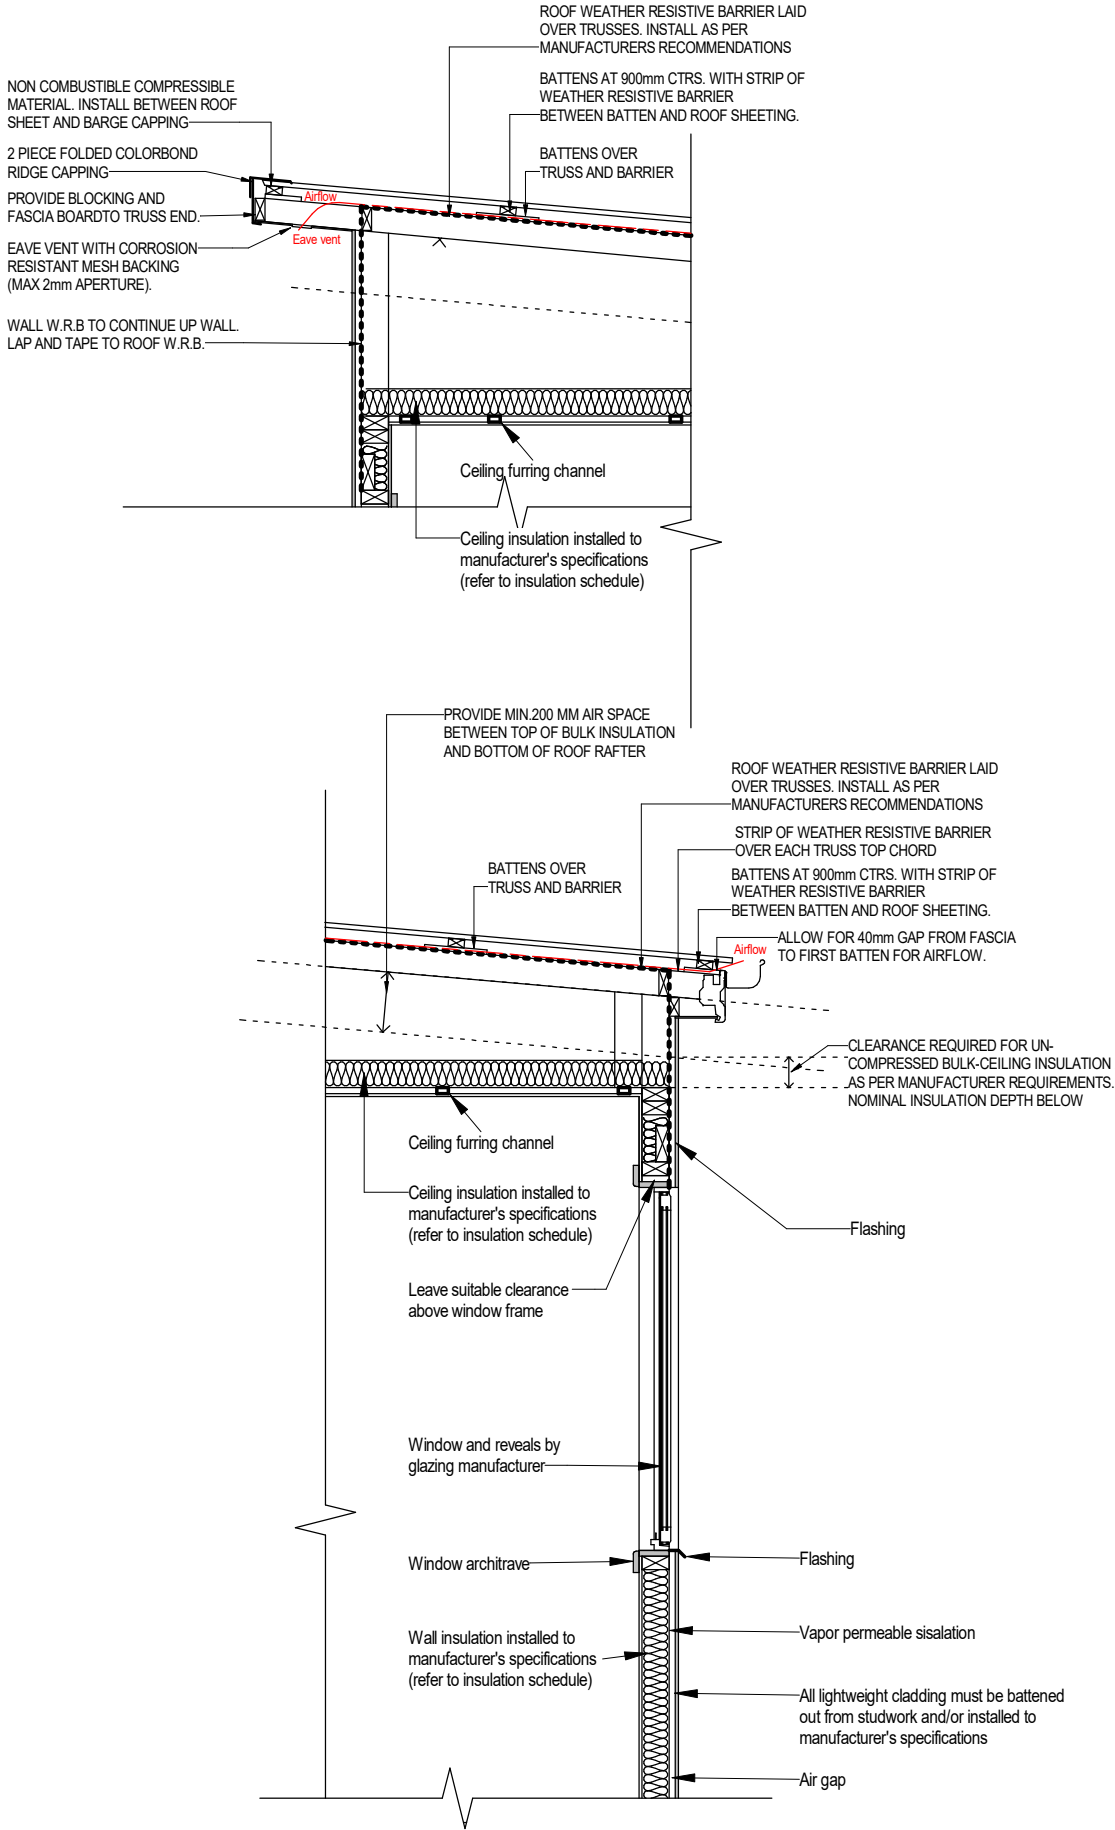 ROOF WEATHER RESISTIVE BARRIER LAID
OVER TRUSSES. INSTALL AS PER
MANUFACTURERS RECOMMENDATIONS
NON COMBUSTIBLE COMPRESSIBLE
MATERIAL. INSTALL BETWEEN ROOF
SHEET AND BARGE CAPPING
BATTENS AT 900mm CTRS. WITH STRIP OF
WEATHER RESISTIVE BARRIER
BETWEEN BATTEN AND ROOF SHEETING.
2 PIECE FOLDED COLORBOND
RIDGE CAPPING
BATTENS OVER
TRUSS AND BARRIER
PROVIDE BLOCKING AND
FASCIA BOARDTO TRUSS END.
Airflow
Eave vent
EAVE VENT WITH CORROSION
RESISTANT MESH BACKING
(MAX 2mm APERTURE).
WALL W.R.B TO CONTINUE UP WALL.
LAP AND TAPE TO ROOF W.R.B.
Ceiling furring channel
Ceiling insulation installed to
manufacturer's specifications
(refer to insulation schedule)
PROVIDE MIN.200 MM AIR SPACE
BETWEEN TOP OF BULK INSULATION
AND BOTTOM OF ROOF RAFTER
ROOF WEATHER RESISTIVE BARRIER LAID
OVER TRUSSES. INSTALL AS PER
MANUFACTURERS RECOMMENDATIONS
STRIP OF WEATHER RESISTIVE BARRIER
OVER EACH TRUSS TOP CHORD
BATTENS OVER
TRUSS AND BARRIER
BATTENS AT 900mm CTRS. WITH STRIP OF
WEATHER RESISTIVE BARRIER
BETWEEN BATTEN AND ROOF SHEETING.
Airflow
ALLOW FOR 40mm GAP FROM FASCIA
TO FIRST BATTEN FOR AIRFLOW.
CLEARANCE REQUIRED FOR UN-
COMPRESSED BULK-CEILING INSULATION
AS PER MANUFACTURER REQUIREMENTS.
NOMINAL INSULATION DEPTH BELOW
Ceiling furring channel
Ceiling insulation installed to
manufacturer's specifications
(refer to insulation schedule)
Flashing
Leave suitable clearance
above window frame
Window and reveals by
glazing manufacturer
Window architrave
Flashing
Wall insulation installed to
manufacturer's specifications
(refer to insulation schedule)
Vapor permeable sisalation
All lightweight cladding must be battened
out from studwork and/or installed to
manufacturer's specifications
Air gap